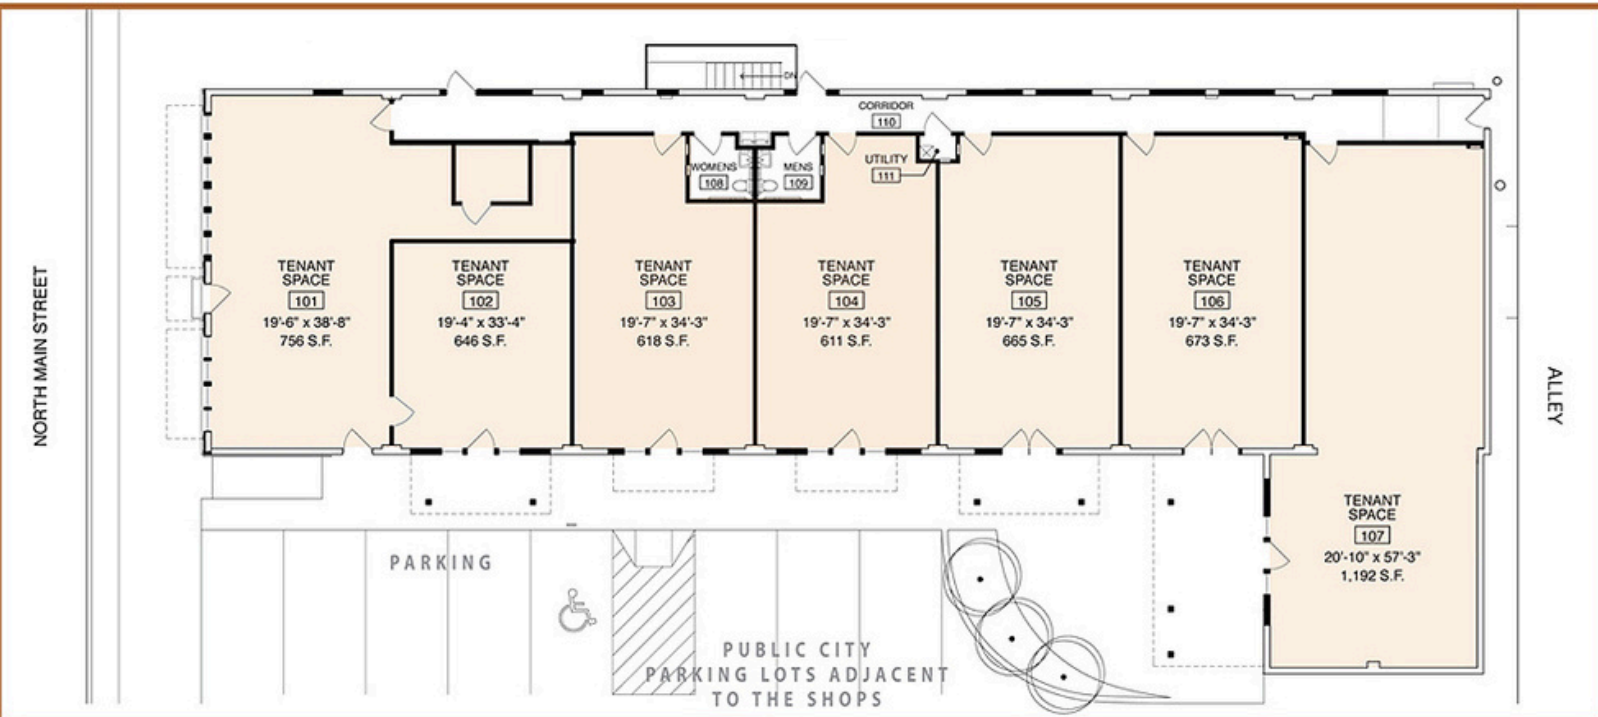 DN
CORRIDOR
110
WOMENS
108
MENS
109
UTILITY
111
TENANT
SPACE
101
19'-6" x 38'-8"
756 S.F.
TENANT
SPACE
102
19'-4" x 33'-4"
646 S.F.
TENANT
SPACE
103
19'-7" x 34'-3"
618 S.F.
TENANT
SPACE
104
19'-7" x 34'-3"
611 S.F.
TENANT
SPACE
105
19'-7" x 34'-3"
665 S.F.
TENANT
SPACE
106
19'-7" x 34'-3"
673 S.F.
TENANT
SPACE
107
20'-10" x 57'-3"
1,192 S.F.
NORTH MAIN STREET
ALLEY
PARKING
PUBLIC CITY
PARKING LOTS ADJACENT
TO THE SHOPS